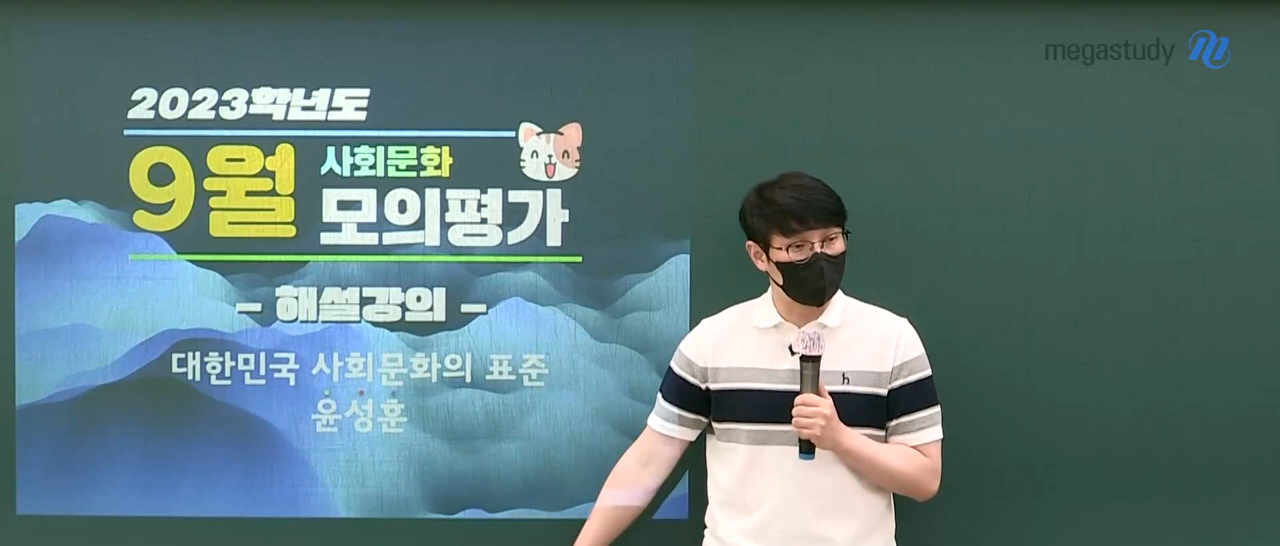 megastudy
2023학년도
9월 사회문화
모의평가
- 해설강의 -
대한민국 사회문화의 표준
윤성훈
h